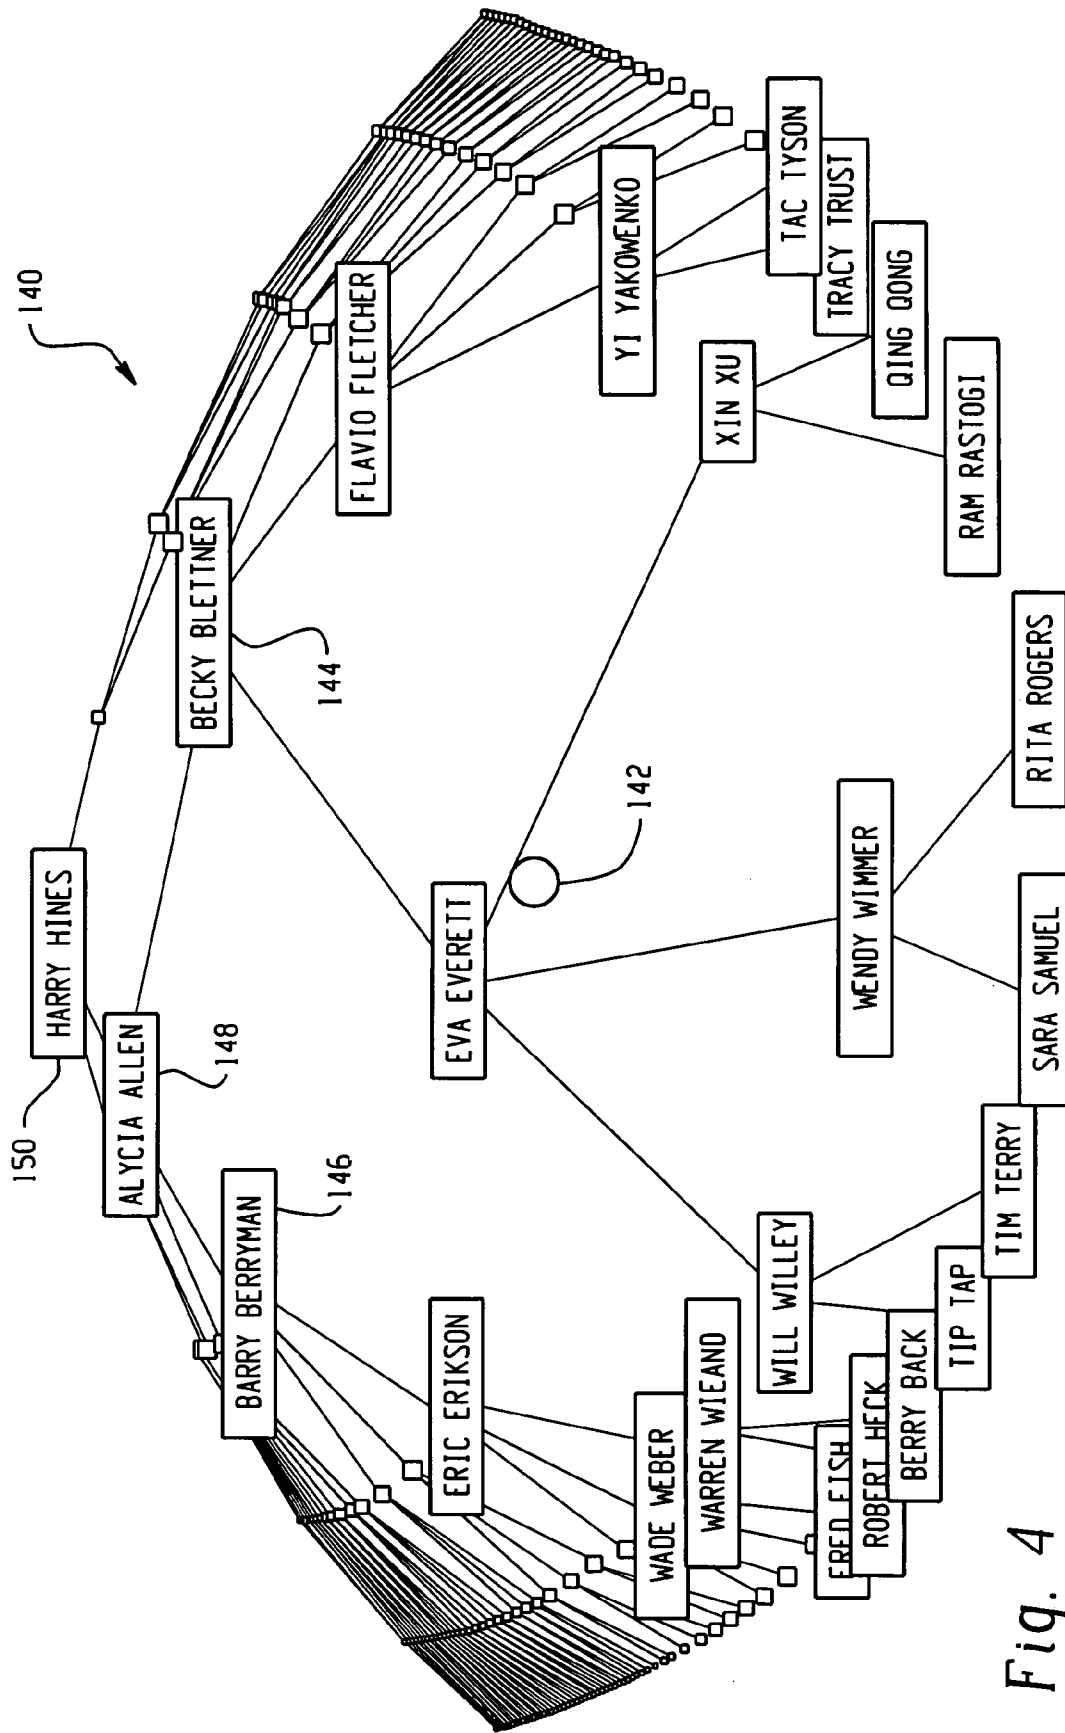 140
HARRY HINES
150
ALYCIA ALLEN
148
BECKY BLETTNER
144
BARRY BERRYMAN
146
FLAVIO FLETCHER
EVA EVERETT
142
ERIC ERIKSON
YI YAKOWENKO
XIN XU
WADE WEBER
WARREN WIEAND
WILL WILLEY
WENDY WIMMER
TAC TYSON
TRACY TRUST
QING QONG
RAM RASTOGI
RITA ROGERS
SARA SAMUEL
TIM TERRY
TIP TAP
BERRY BACK
ROBERT HECK
FRED FISH
Fig. 4